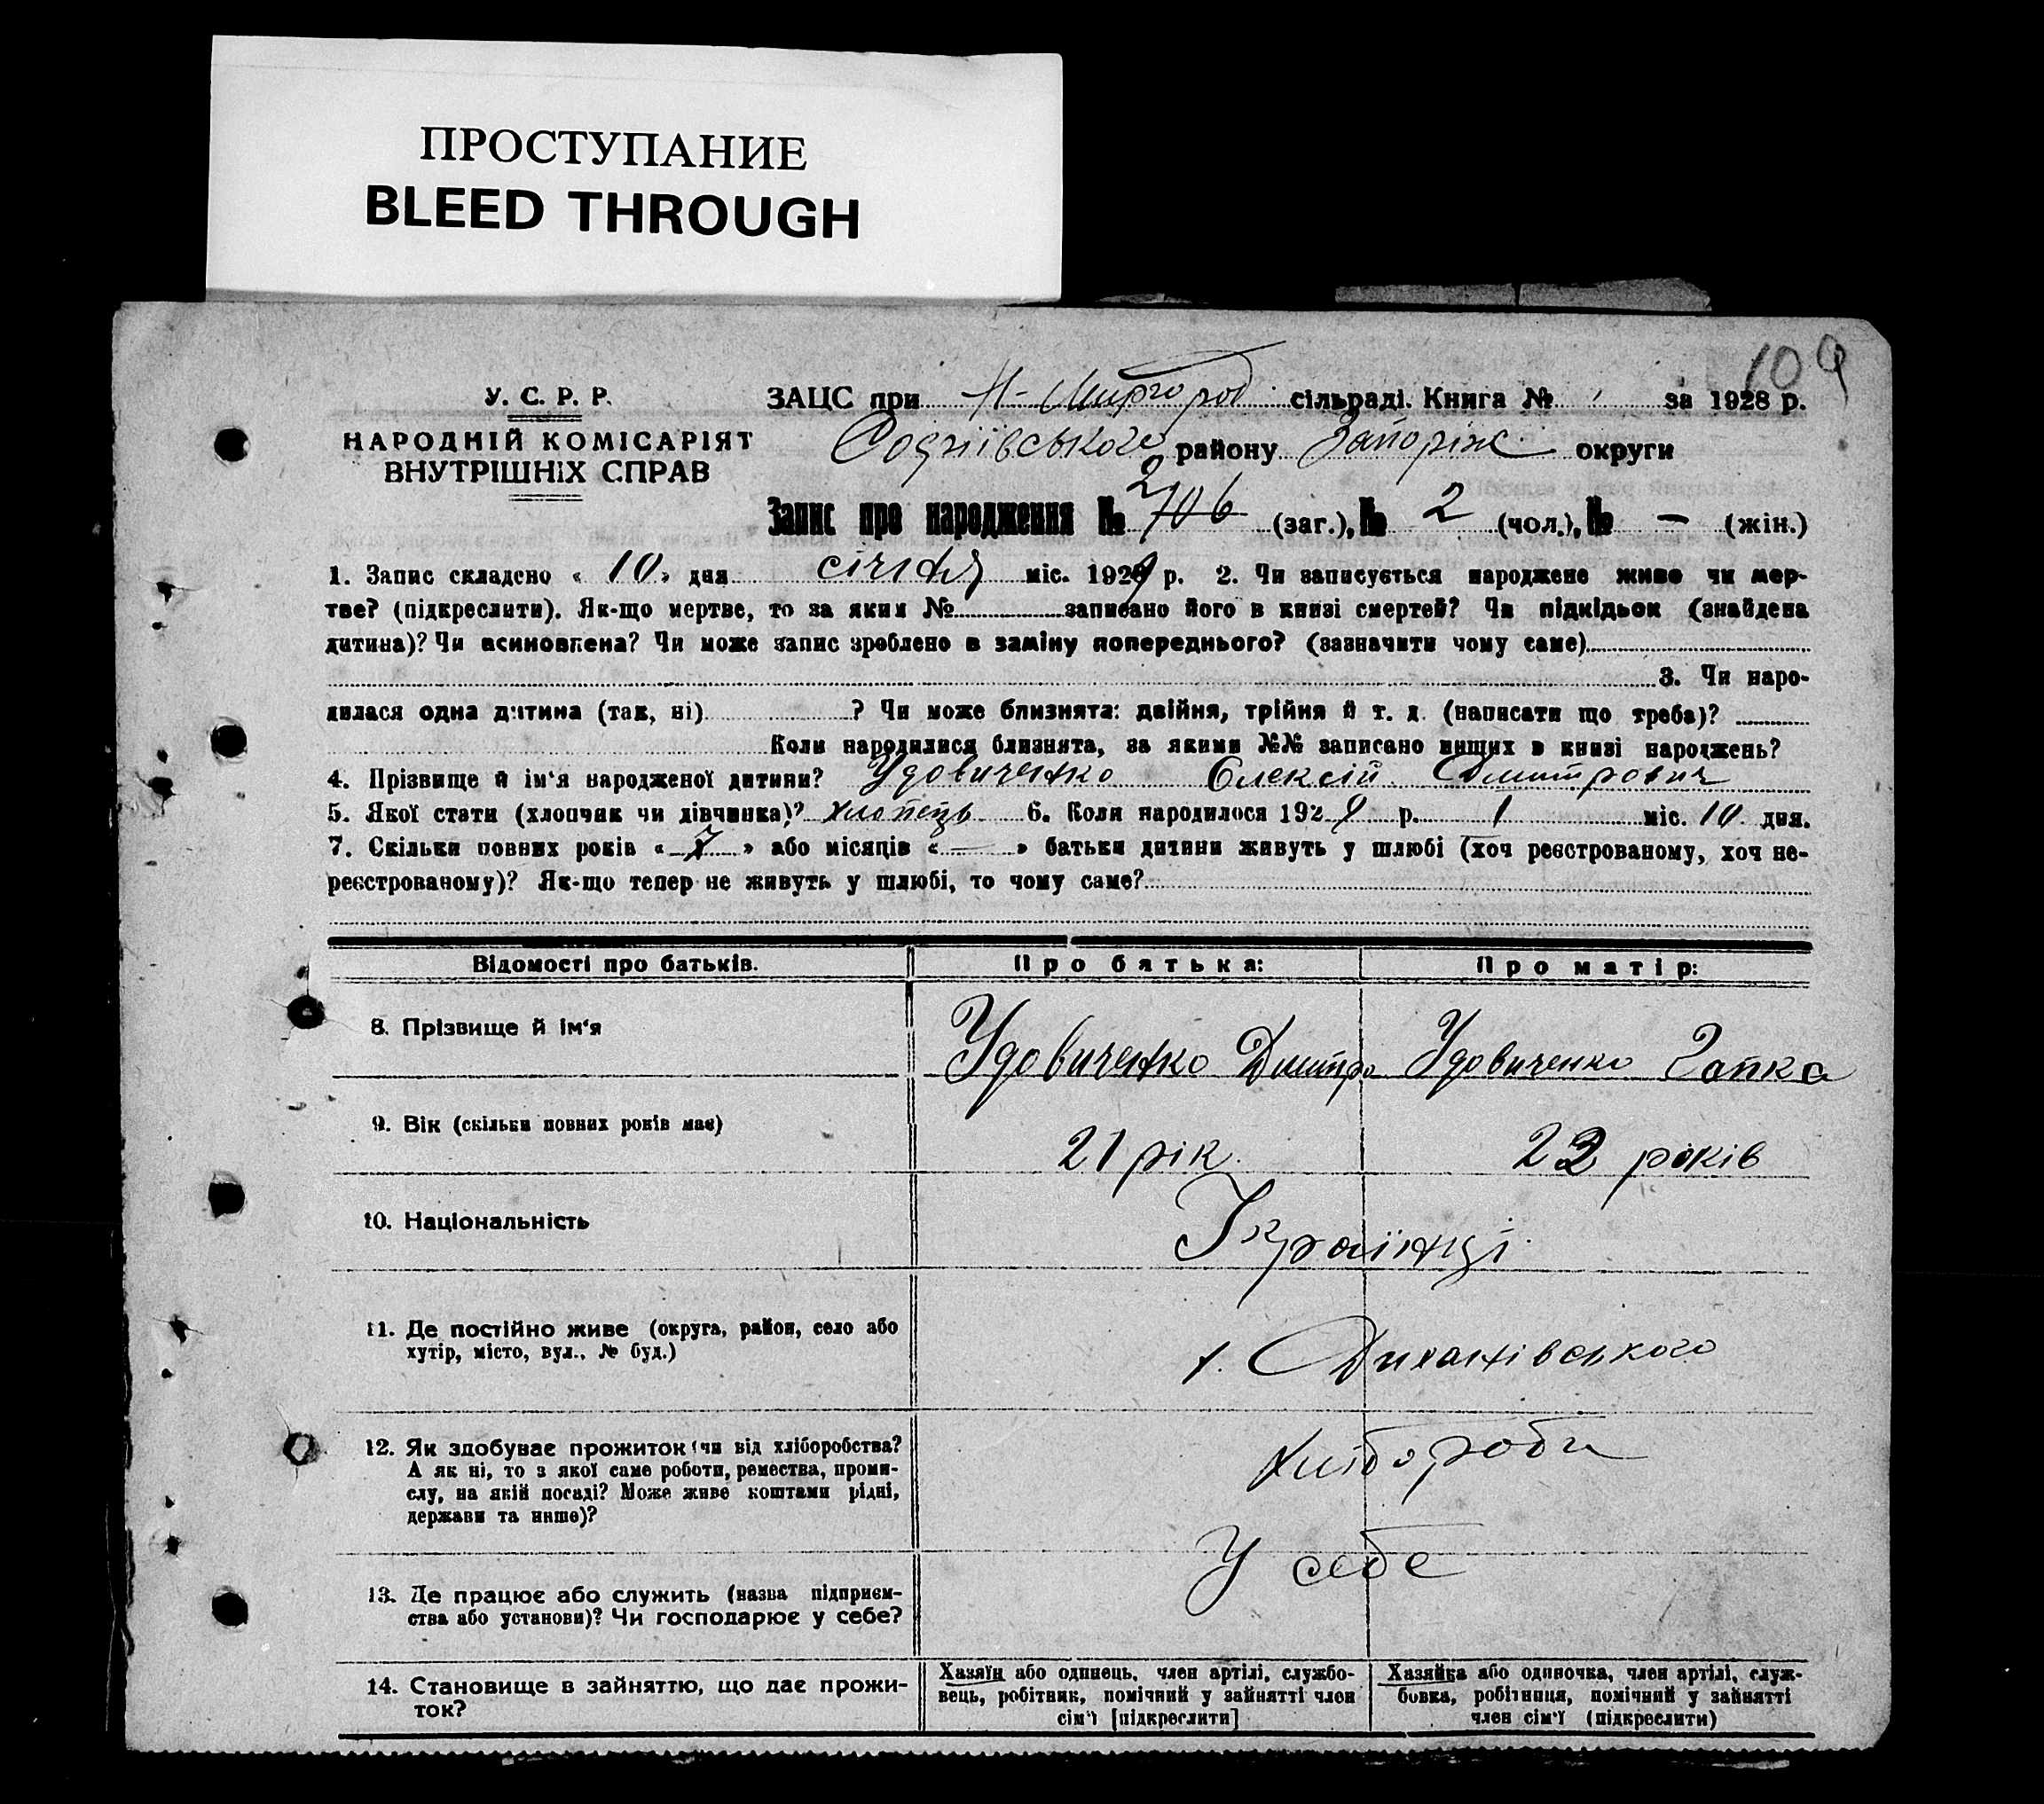 ПРОСТУПАНИЕ
BLEED THROUGH
109
У. С. Р. Р.
НАРОДНІЙ КОМІСАРІЯТ
ВНУТРІШНІХ СПРАВ
ЗАЦС при Н-Миргород сільраді. Книга № за 1928 р.
району Запоріж округи
2
Запис про народження № 706 (заг.), № 2 (чол.), № — (жін.)
1. Запис складено « 10 » дня січня міс. 1929 р. 2. Чи записується народжене живе чи мер-
тве? (підкреслити). Як-що мертве, то за яким № записано його в книзі смертей? Чи підкідьок (знайдена
дитина)? Чи всиновлена? Чи може запис зроблено в заміну попереднього? (зазначити чому саме)
3. Чи наро-
дилася одна дитина (так, ні) ? Чи може близнята: двійня, трійня й т. д. (написати що треба)?
Коли народилися близнята, за якими №№ записано инших в книзі народжень?
4. Прізвище й ім'я народженої дитини? Удовиченко Олексій Дмитрович
5. Якої стати (хлопчик чи дівчинка)? хлопець 6. Коли народилося 1929 р. 1 міс. 10 дня.
7. Скільки повних років « » або місяців « — » батьки дитини живуть у шлюбі (хоч реєстрованому, хоч не-
реєстрованому)? Як-що тепер не живуть у шлюбі, то чому саме?
Відомості про батьків.
Про батька:
Про матір:
8. Прізвище й ім'я
Удовиченко Дмитро
Удовиченко Гапка
9. Вік (скільки повних років має)
21 рік
23 років
10. Національність
Українці
11. Де постійно живе (округа, район, село або
хутір, місто, вул., № буд.)
12. Як здобуває прожиток (чи від хліборобства?
А як ні, то з якої саме роботи, ремества, проми-
слу, на якій посаді? Може живе коштами рідні,
держави та инше)?
Хлібороби
13. Де працює або служить (назва підприєм-
ства або установи)? Чи господарює у себе?
У себе
14. Становище в зайняттю, що дає прожи-
ток?
Хазяїн або одинець, член артілі, службо-
вець, робітник, помічний у зайнятті член
сім'ї [підкреслити]
Хазяйка або одиночка, член артілі, служ-
бовка, робітниця, помічний у зайнятті
член сім'ї (підкреслити)